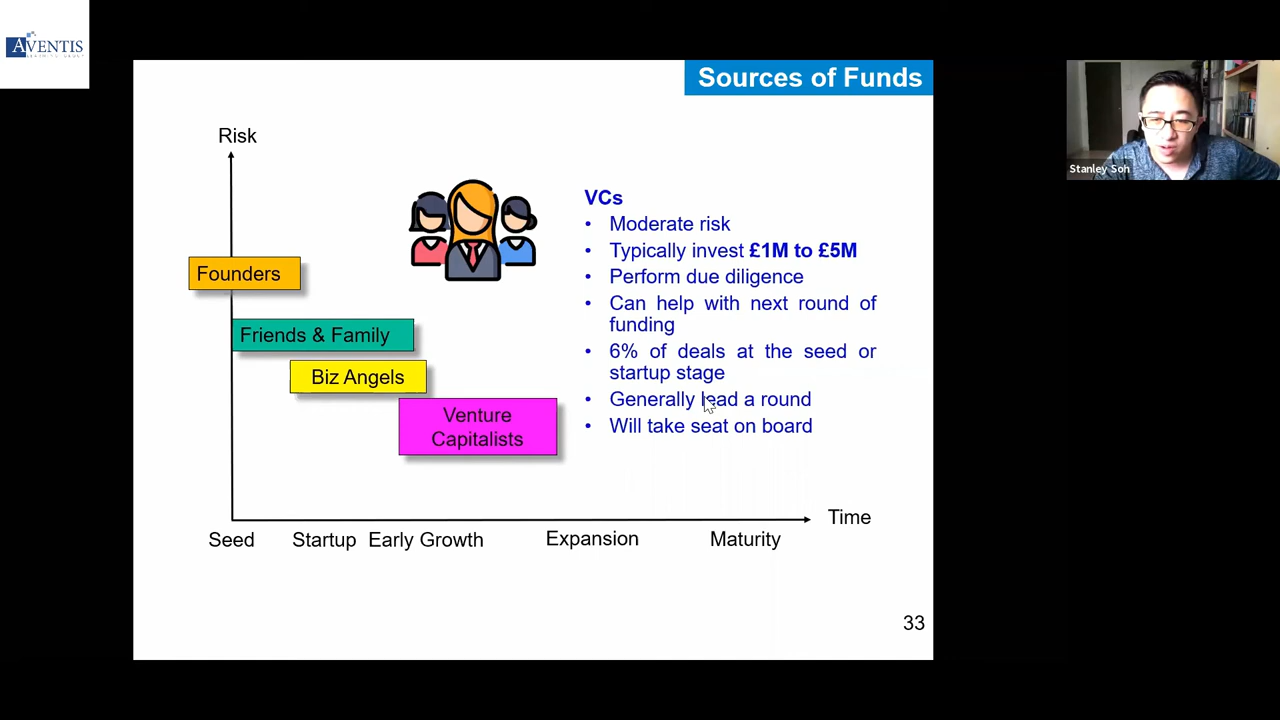 AVENTIS
Sources of Funds
Stanley Soh
Risk
VCs
• Moderate risk
• Typically invest £1M to £5M
• Perform due diligence
• Can help with next round of
funding
• 6% of deals at the seed or
startup stage
• Generally lead a round
• Will take seat on board
Founders
Friends & Family
Biz Angels
Venture
Capitalists
Time
Seed
Startup
Early Growth
Expansion
Maturity
33